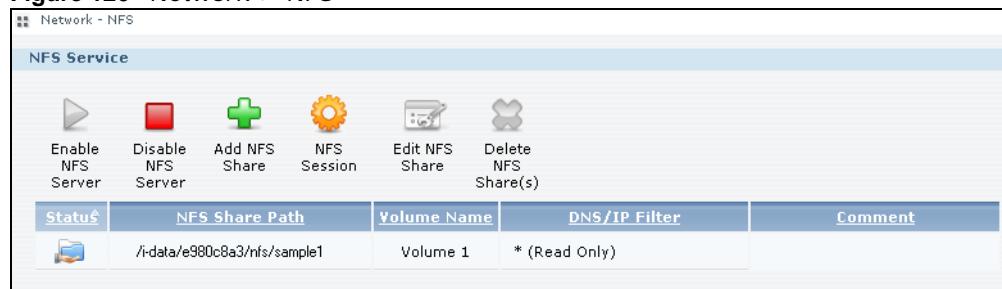 Network - NFS
NFS Service
Enable NFS Server
Disable NFS Server
Add NFS Share
NFS Session
Edit NFS Share
Delete NFS Share(s)
Status NFS Share Path Volume Name DNS/IP Filter Comment
/i-data/e980c8a3/nfs/sample1 Volume 1 * (Read Only)